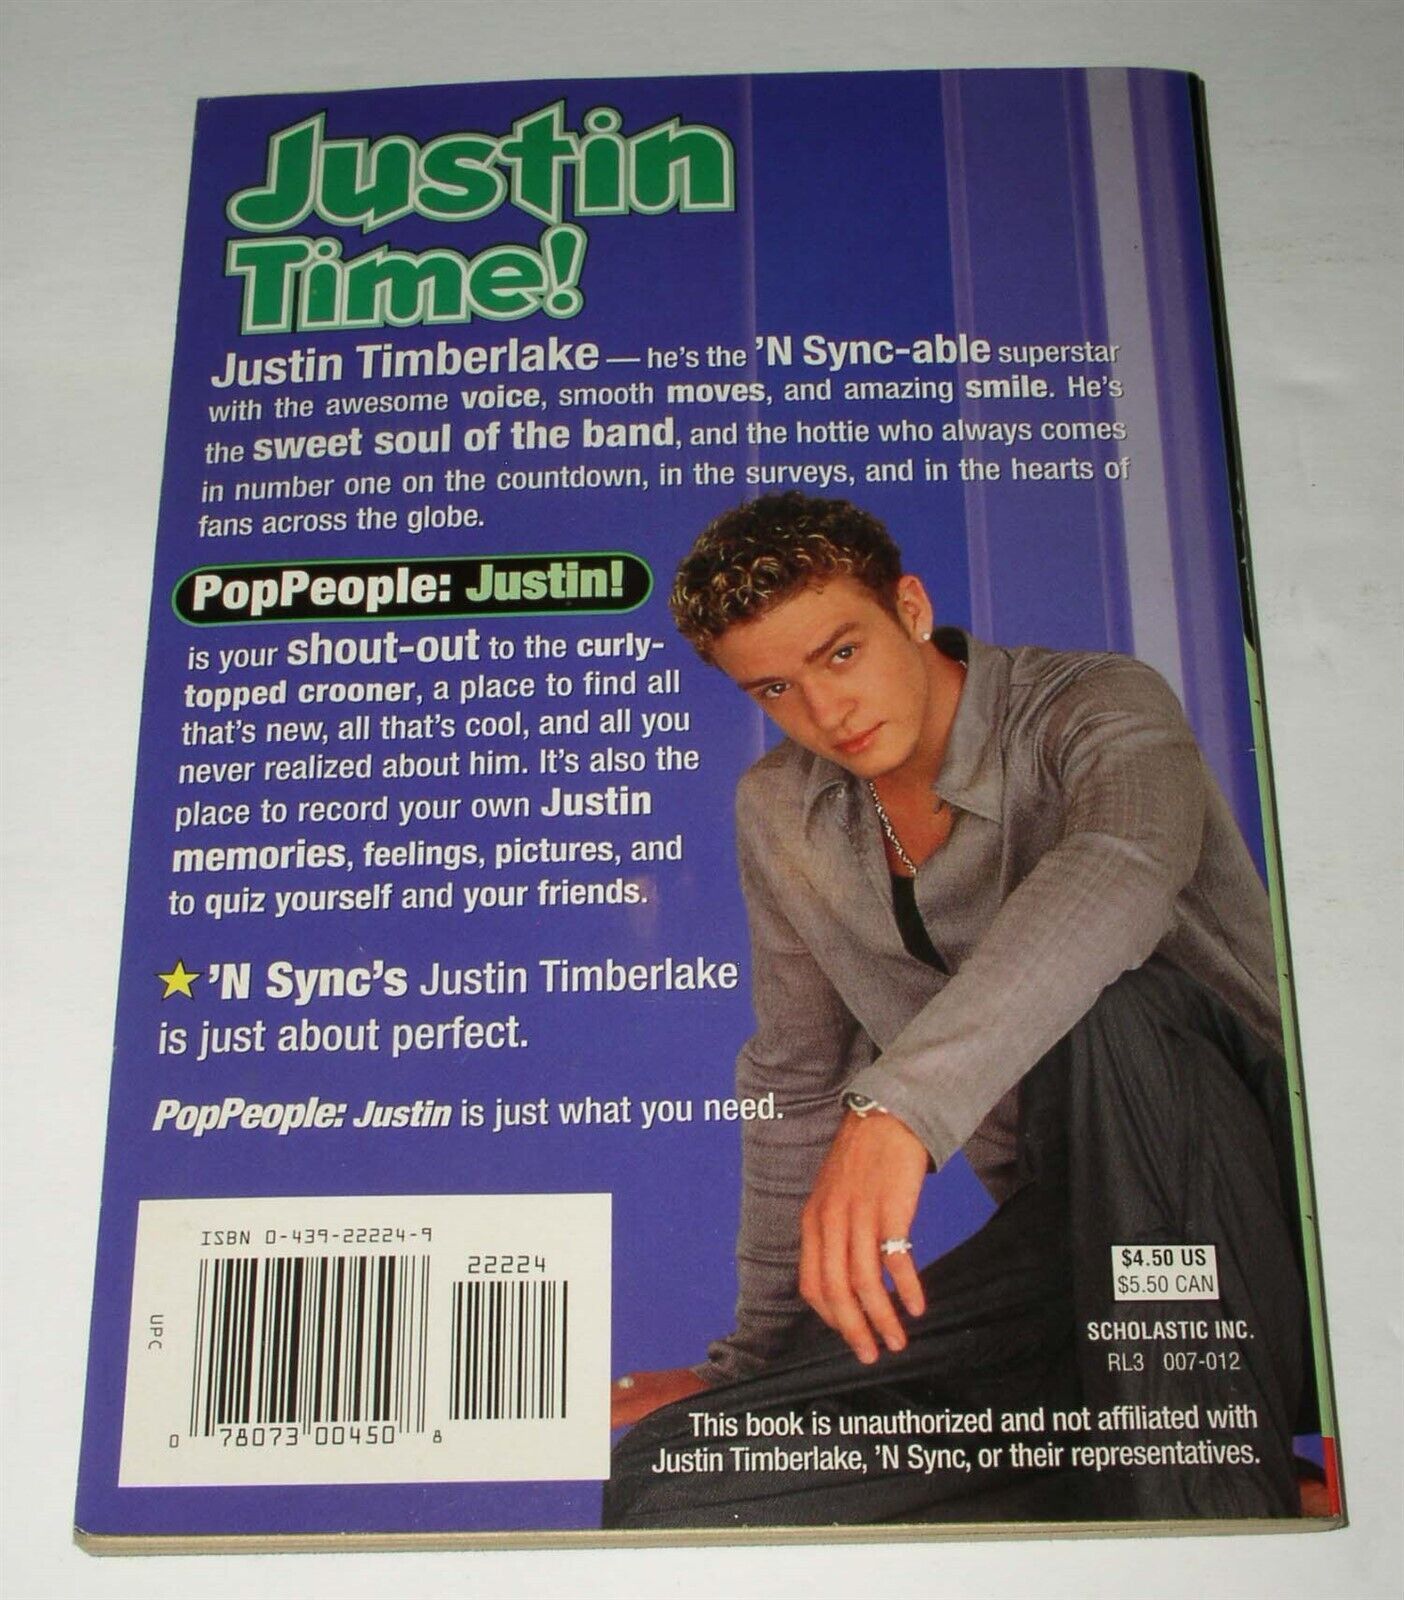 Justin
Time!
Justin Timberlake — he's the 'N Sync-able superstar
with the awesome voice, smooth moves, and amazing smile. He's
the sweet soul of the band, and the hottie who always comes
in number one on the countdown, in the surveys, and in the hearts of
fans across the globe.
PopPeople: Justin!
is your shout-out to the curly-
topped crooner, a place to find all
that's new, all that's cool, and all you
never realized about him. It's also the
place to record your own Justin
memories, feelings, pictures, and
to quiz yourself and your friends.
'N Sync's Justin Timberlake
is just about perfect.
PopPeople: Justin is just what you need.
ISBN 0-439-22224-9
22224
UPC
0 78073 00450 8
$4.50 US
$5.50 CAN
SCHOLASTIC INC.
RL3 007-012
This book is unauthorized and not affiliated with
Justin Timberlake, 'N Sync, or their representatives.